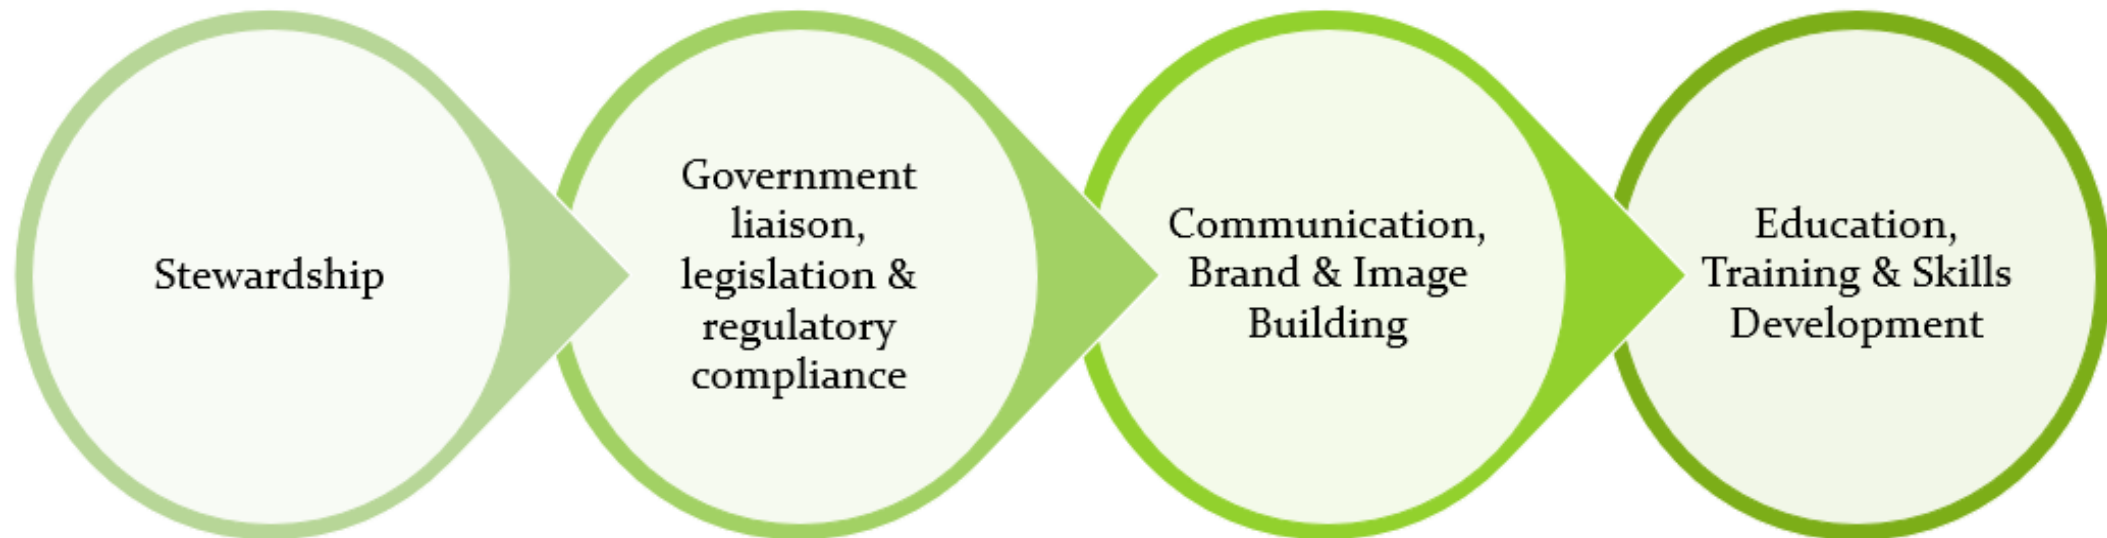 Stewardship
Government
liaison,
legislation &
regulatory
compliance
Communication,
Brand & Image
Building
Education,
Training & Skills
Development